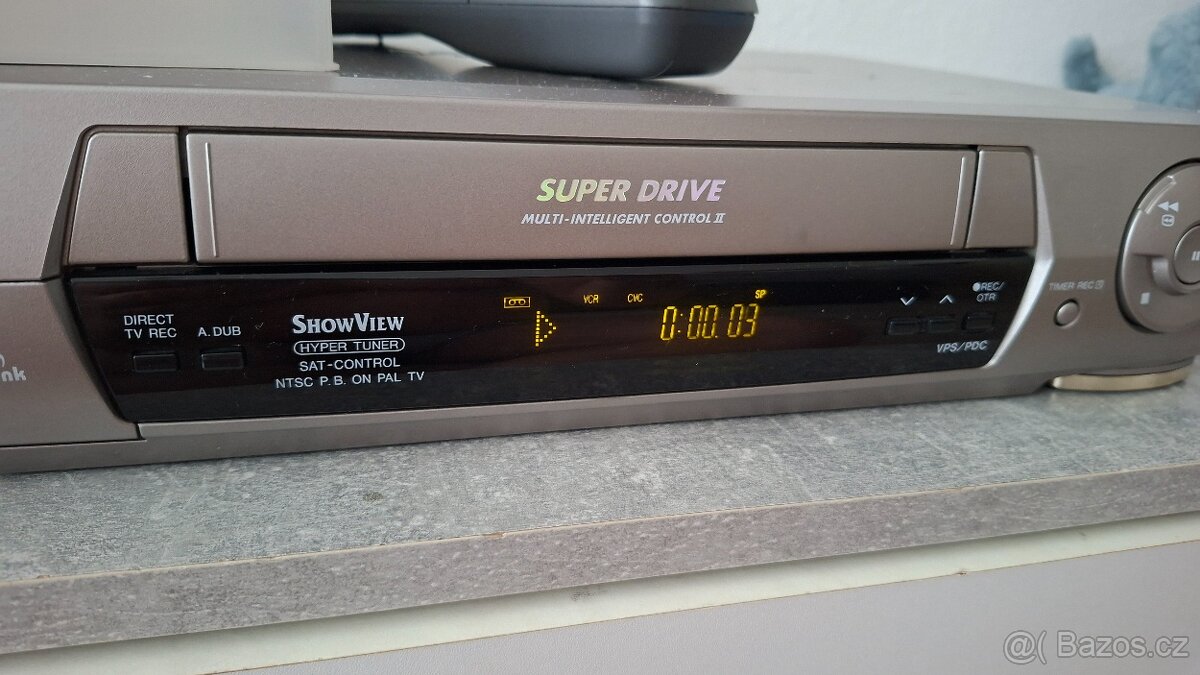 SUPER DRIVE
MULTI-INTELLIGENT CONTROL II
DIRECT
TV REC
A.DUB
SHOWVIEW
HYPER TUNER
SAT-CONTROL
NTSC P.B. ON PAL TV
VCR CVC SP
0:00.03
REC/
OTR
VPS/PDC
TIMER REC
nk
@( Bazos.cz